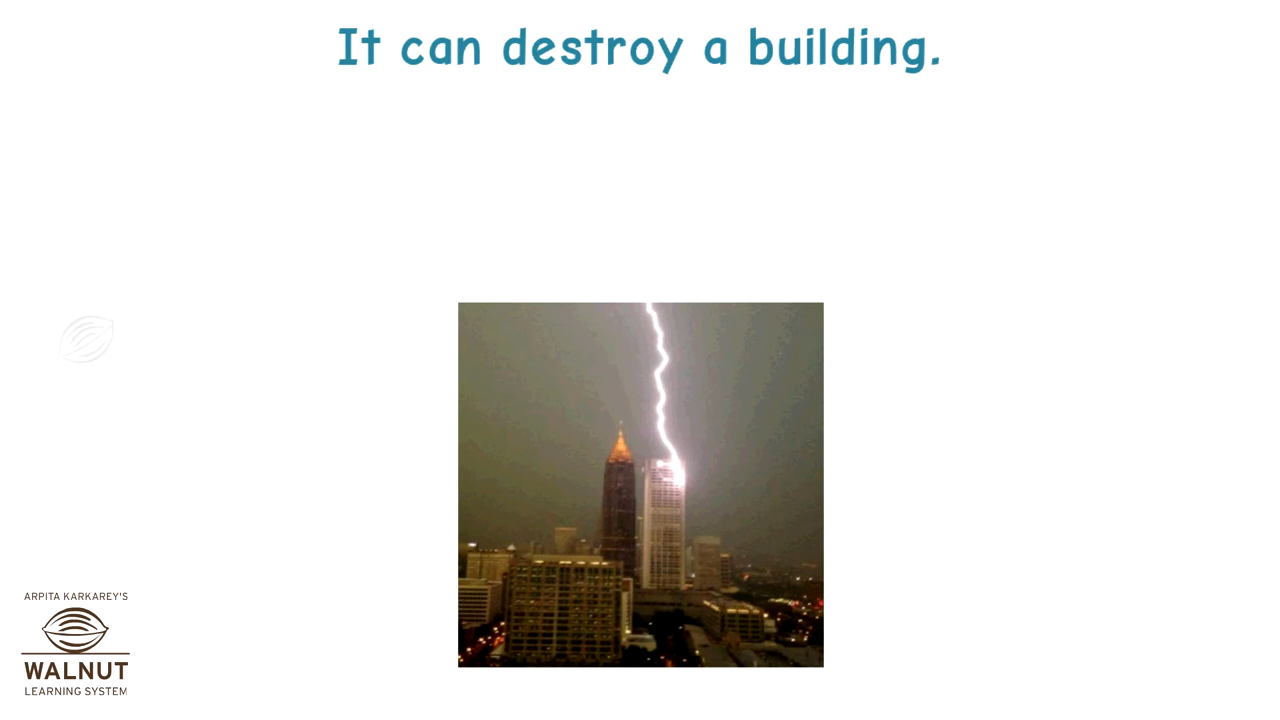 It can destroy a building.
ARPITA KARKAREY'S
WALNUT
LEARNING SYSTEM